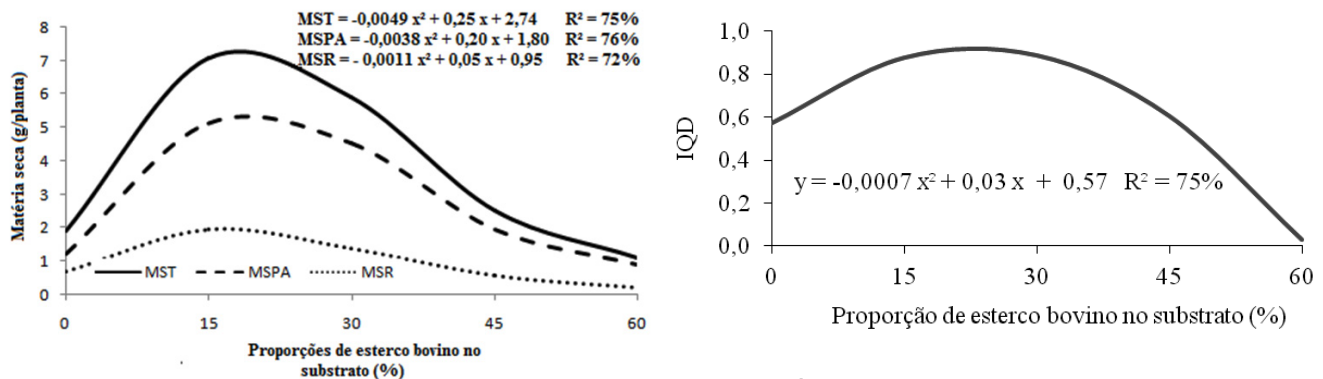 MST = -0,0049 x² + 0,25 x + 2,74 R² = 75%
MSPA = -0,0038 x² + 0,20 x + 1,80 R² = 76%
MSR = - 0,0011 x² + 0,05 x + 0,95 R² = 72%
Matéria seca (g/planta)
8
7
6
5
4
3
2
1
0
MST MSPA MSR
0 15 30 45 60
Proporções de esterco bovino no
substrato (%)
IQD
1,0
0,8
0,6
0,4
0,2
0,0
y = -0,0007 x² + 0,03 x + 0,57 R² = 75%
0 15 30 45 60
Proporção de esterco bovino no substrato (%)